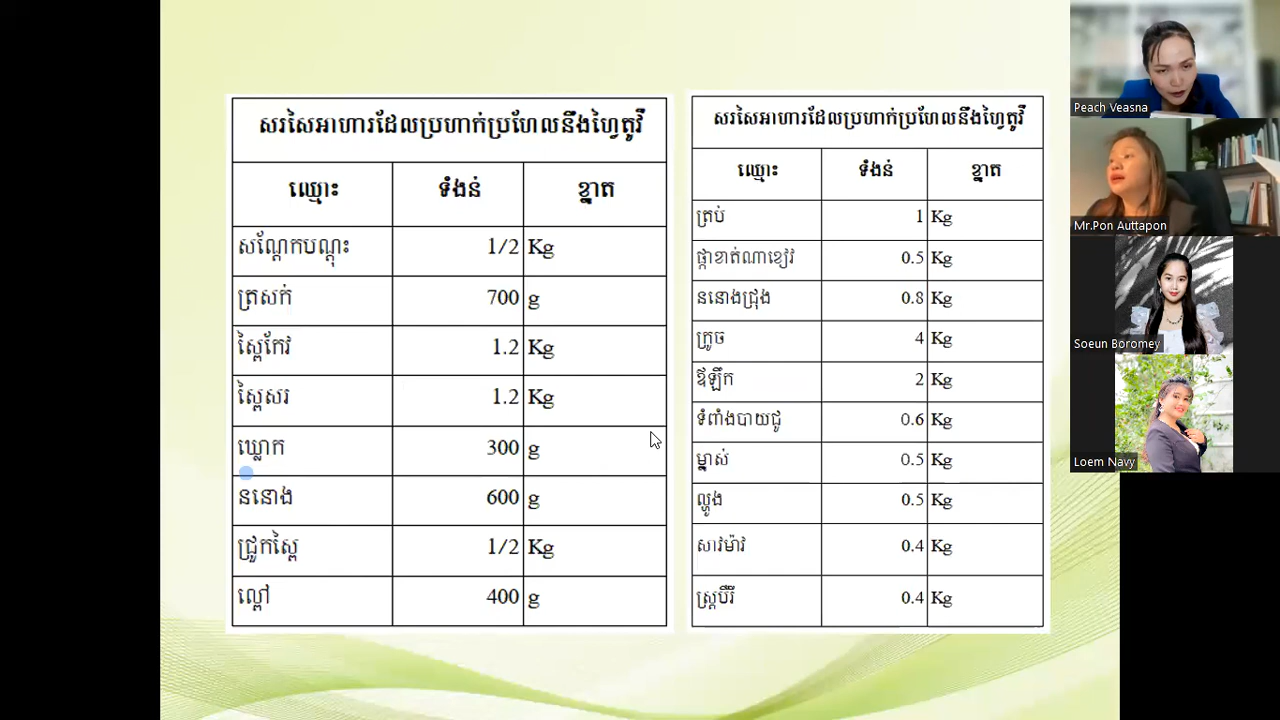 សរសៃអាហារដែលប្រហាក់ប្រហែលនឹងហ្វៃតូវី
ឈ្មោះ ទំងន់ ខ្នាត
សណ្តែកបណ្តុះ 1/2 Kg
ត្រសក់ 700 g
ស្ពៃកែវ 1.2 Kg
ស្ពៃសរ 1.2 Kg
ឃ្លោក 300 g
ននោង 600 g
ជ្រូកស្ពៃ 1/2 Kg
ល្ពៅ 400 g
សរសៃអាហារដែលប្រហាក់ប្រហែលនឹងហ្វៃតូវី
ឈ្មោះ ទំងន់ ខ្នាត
ត្រប់ 1 Kg
ផ្កាខាត់ណាខៀវ 0.5 Kg
ននោងជ្រុង 0.8 Kg
ក្រូច 4 Kg
ឪឡឹក 2 Kg
ទំពាំងបាយជូ 0.6 Kg
ម្នាស់ 0.5 Kg
ល្ហុង 0.5 Kg
សាវម៉ាវ 0.4 Kg
ស្ត្របឺរី 0.4 Kg
Peach Veasna
Mr.Pon Auttapon
Soeun Boromey
Loem Navy